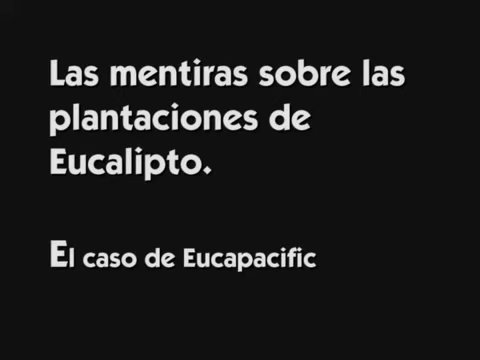 Las mentiras sobre las
plantaciones de
Eucalipto.
El caso de Eucapacific